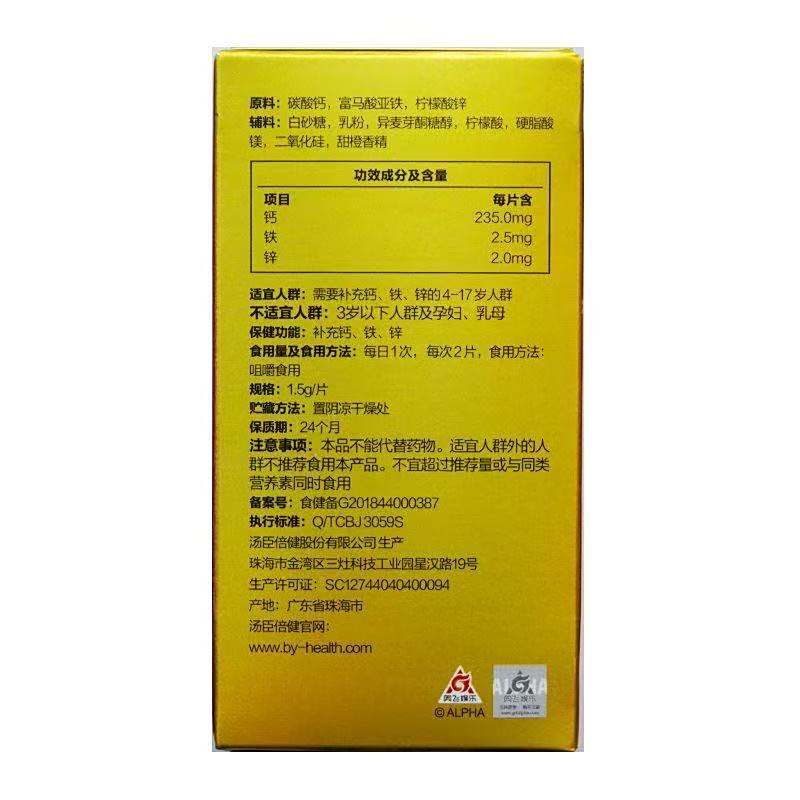 原料：碳酸钙，富马酸亚铁，柠檬酸锌
辅料：白砂糖，乳粉，异麦芽酮糖醇，柠檬酸，硬脂酸
镁，二氧化硅，甜橙香精
功效成分及含量
项目 每片含
钙 235.0mg
铁 2.5mg
锌 2.0mg
适宜人群：需要补充钙、铁、锌的4-17岁人群
不适宜人群：3岁以下人群及孕妇、乳母
保健功能：补充钙、铁、锌
食用量及食用方法：每日1次，每次2片，食用方法：
咀嚼食用
规格：1.5g/片
贮藏方法：置阴凉干燥处
保质期：24个月
注意事项：本品不能代替药物。适宜人群外的人
群不推荐食用本产品。不宜超过推荐量或与同类
营养素同时食用
备案号：食健备G201844000387
执行标准：Q/TCBJ3059S
汤臣倍健股份有限公司生产
珠海市金湾区三灶科技工业园星汉路19号
生产许可证：SC12744040400094
产地：广东省珠海市
汤臣倍健官网：
www.by-health.com
奥飞娱乐
©ALPHA
ALPHA
奥飞娱乐